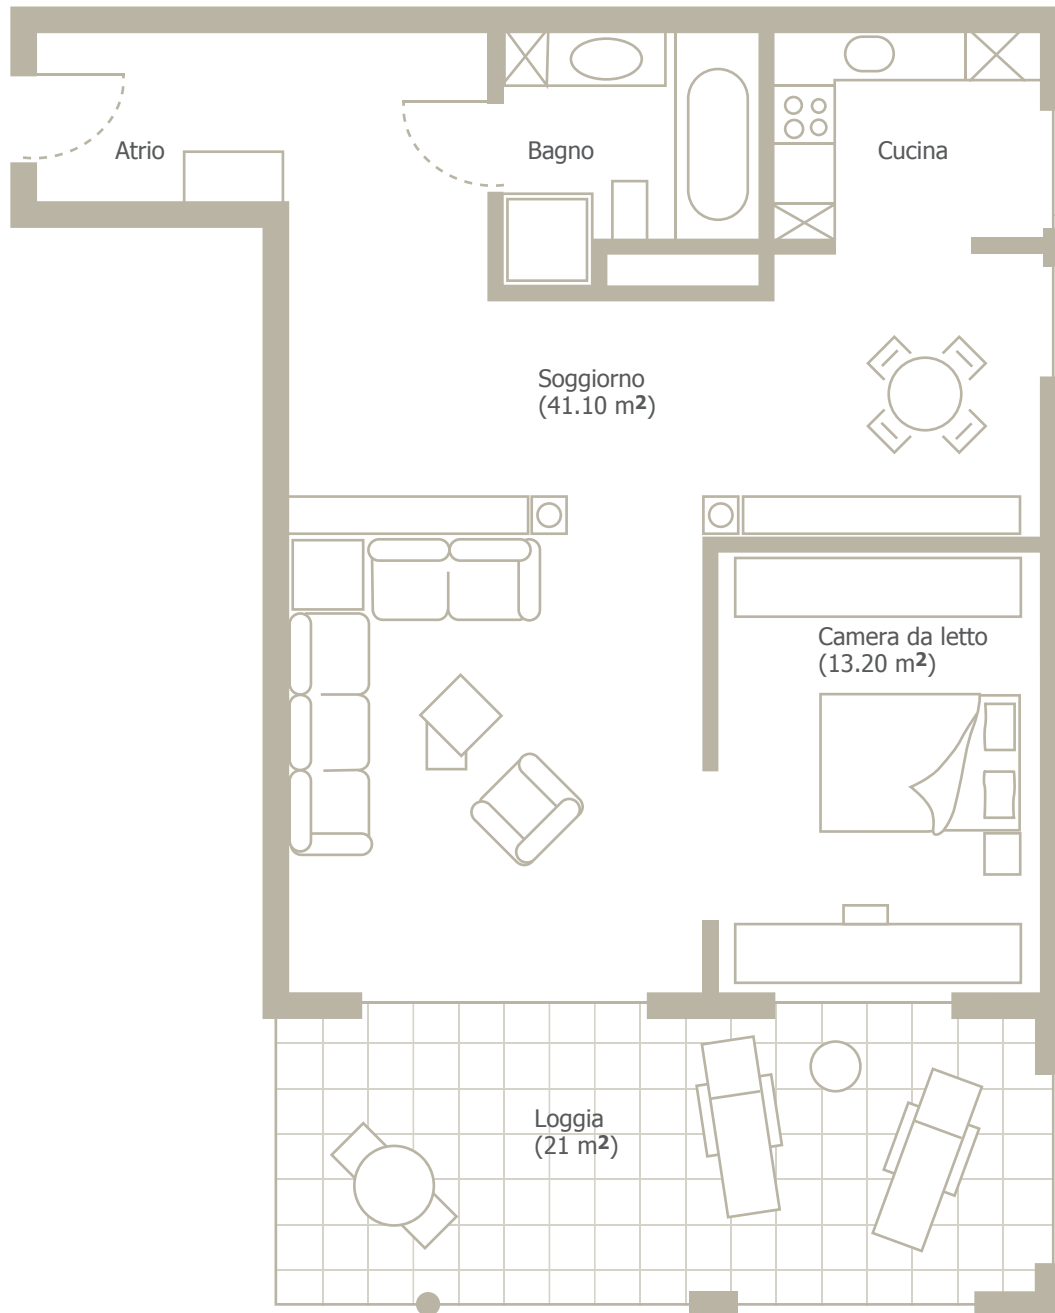 Atrio
Bagno
Cucina
Soggiorno
(41.10 m²)
Camera da letto
(13.20 m²)
Loggia
(21 m²)